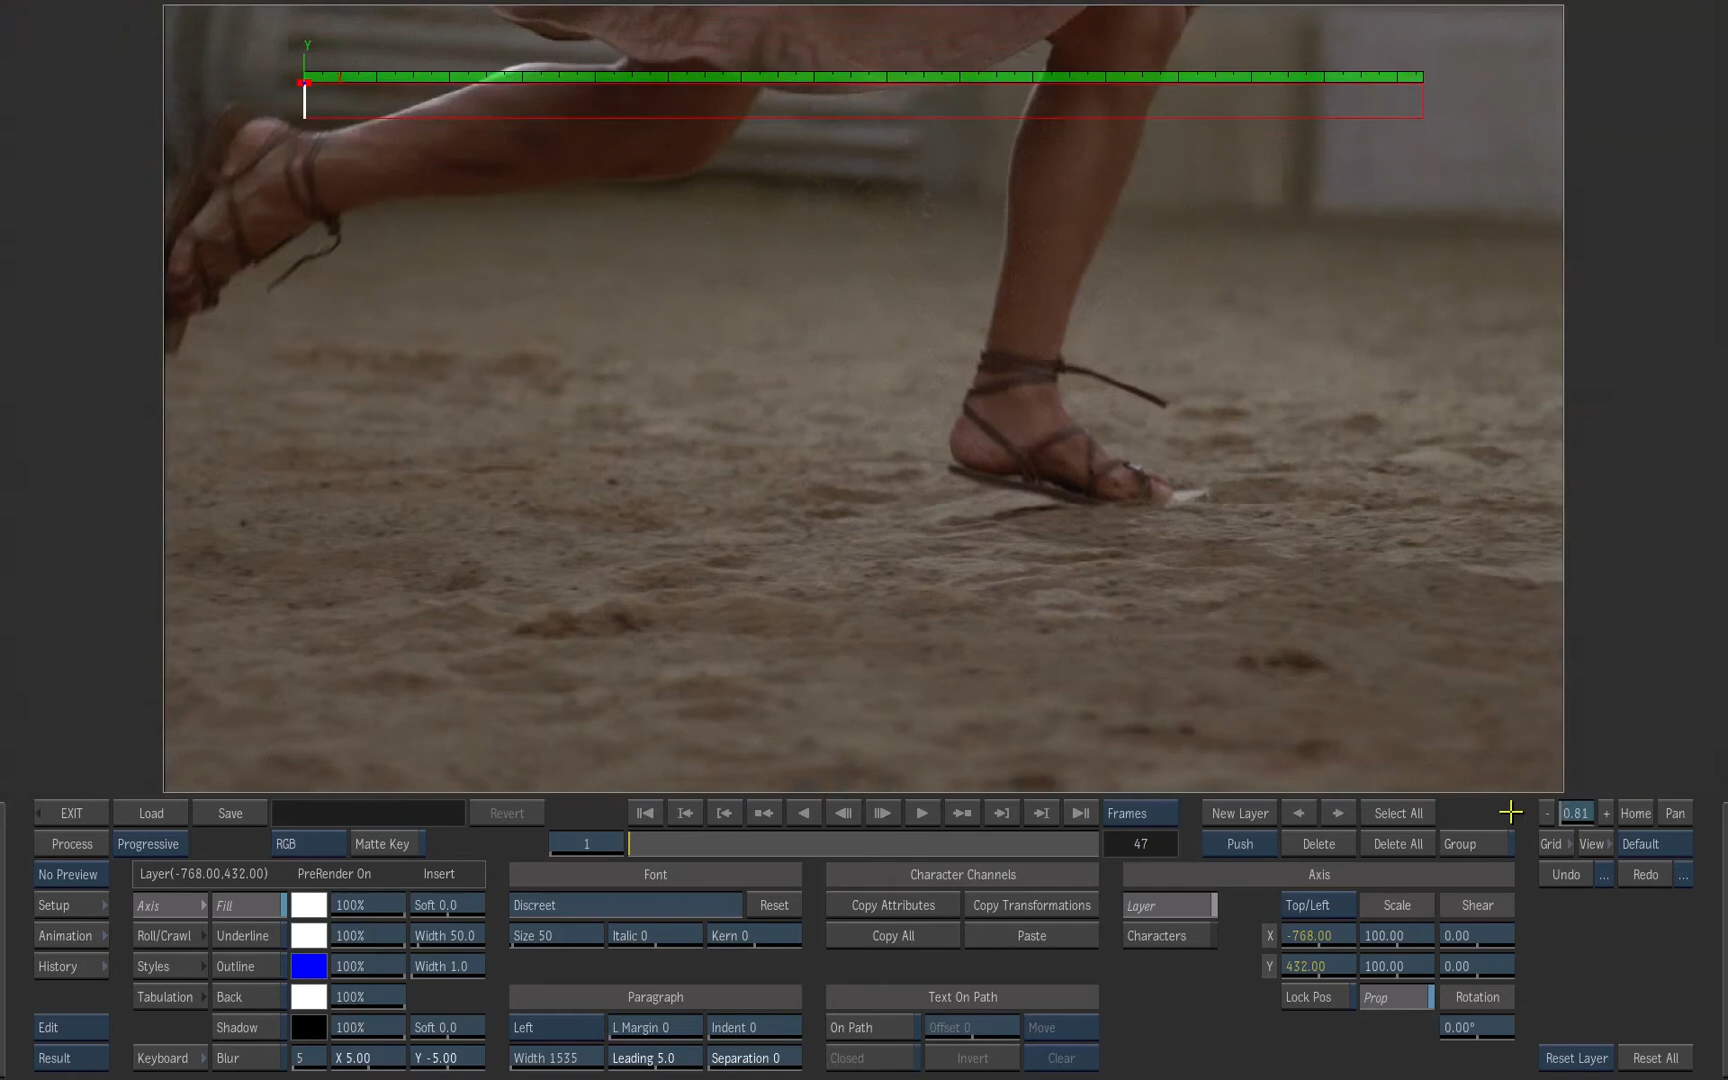 Y
EXIT Load Save Revert Frames New Layer Select All - 0.81 + Home Pan
Process Progressive RGB Matte Key 1 47 Push Delete Delete All Group Grid View Default
No Preview Layer(-768.00,432.00) PreRender On Insert Font Character Channels Axis Undo ... Redo ...
Setup Axis Fill 100% Soft 0.0 Discreet Reset Copy Attributes Copy Transformations Layer Top/Left Scale Shear
Animation Roll/Crawl Underline 100% Width 50.0 Size 50 Italic 0 Kern 0 Copy All Paste Characters X -768.00 100.00 0.00
History Styles Outline 100% Width 1.0 Y 432.00 100.00 0.00
Tabulation Back 100% Paragraph Text On Path Lock Pos Prop Rotation
Edit Shadow 100% Soft 0.0 Left L Margin 0 Indent 0 On Path Offset 0 Move 0.00°
Result Keyboard Blur 5 X 5.00 Y -5.00 Width 1535 Leading 5.0 Separation 0 Closed Invert Clear Reset Layer Reset All